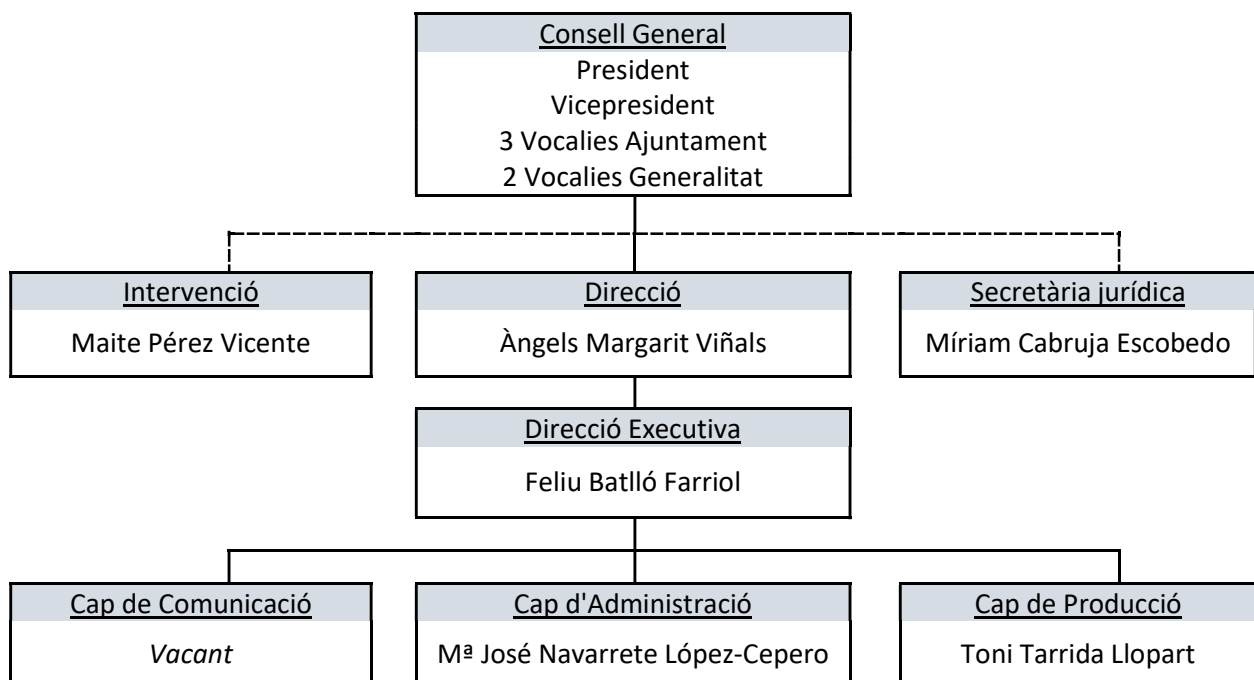 Consell General
President
Vicepresident
3 Vocalies Ajuntament
2 Vocalies Generalitat
Intervenció
Maite Pérez Vicente
Direcció
Àngels Margarit Viñals
Secretària jurídica
Míriam Cabruja Escobedo
Direcció Executiva
Feliu Batlló Farriol
Cap de Comunicació
Vacant
Cap d'Administració
Mª José Navarrete López-Cepero
Cap de Producció
Toni Tarrida Llopart